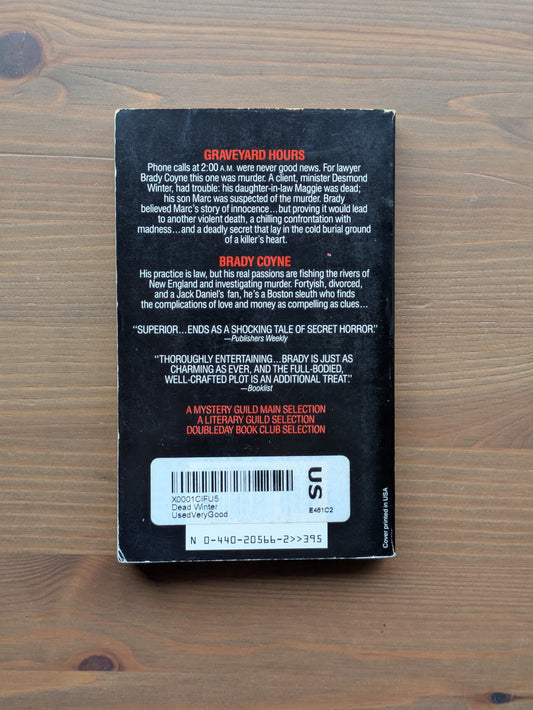 GRAVEYARD HOURS
Phone calls at 2:00 A.M. were never good news. For lawyer
Brady Coyne this one was murder. A client, minister Desmond
Winter, had trouble: his daughter-in-law Maggie was dead;
his son Marc was suspected of the murder. Brady
believed Marc's story of innocence...but proving it would lead
to another violent death, a chilling confrontation with
madness...and a deadly secret that lay in the cold burial ground
of a killer's heart.
BRADY COYNE
His practice is law, but his real passions are fishing the rivers of
New England and investigating murder. Fortyish, divorced,
and a Jack Daniel's fan, he's a Boston sleuth who finds
the complications of love and money as compelling as clues...
"SUPERIOR...ENDS AS A SHOCKING TALE OF SECRET HORROR."
—Publishers Weekly
"THOROUGHLY ENTERTAINING...BRADY IS JUST AS
CHARMING AS EVER, AND THE FULL-BODIED,
WELL-CRAFTED PLOT IS AN ADDITIONAL TREAT."
—Booklist
A MYSTERY GUILD MAIN SELECTION
A LITERARY GUILD SELECTION
DOUBLEDAY BOOK CLUB SELECTION
X0001CIFU5
Dead Winter
UsedVeryGood
US
E461C2
N 0-440-20566-2>>395
Cover printed in USA